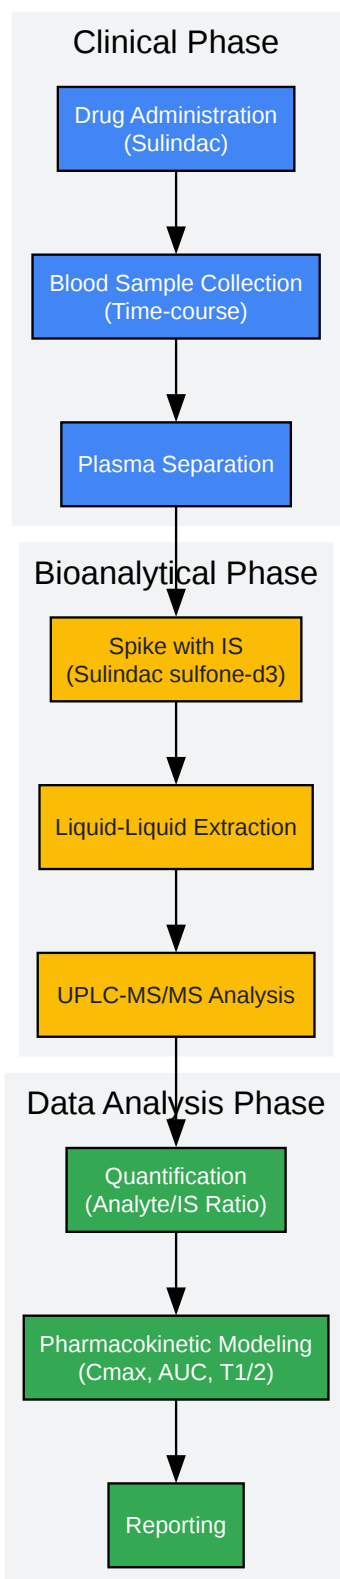 Clinical Phase
Drug Administration
(Sulindac)
Blood Sample Collection
(Time-course)
Plasma Separation
Bioanalytical Phase
Spike with IS
(Sulindac sulfone-d3)
Liquid-Liquid Extraction
UPLC-MS/MS Analysis
Data Analysis Phase
Quantification
(Analyte/IS Ratio)
Pharmacokinetic Modeling
(Cmax, AUC, T1/2)
Reporting